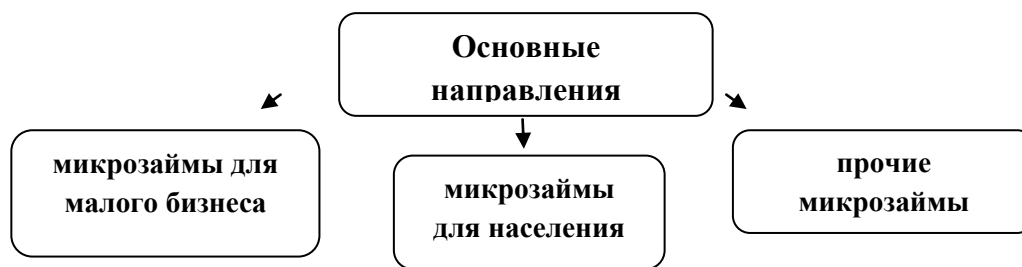 Основные
направления
микрозаймы для
малого бизнеса
микрозаймы
для населения
прочие
микрозаймы